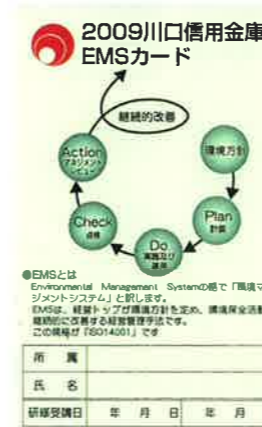 2009川口信用金庫
EMSカード
継続的改善
Action
マネジメント
レビュー
環境方針
Check
点検
Plan
計画
Do
実施及び
運用
●EMSとは
Environmental Management Systemの略で「環境マ
ジメントシステム」と訳します。
EMSは、経営トップが環境方針を定め、環境保全活動
継続的に改善する経営管理手法です。
この規格が「ISO14001」です
所 属
氏 名
研修受講日 年 月 日 年 月